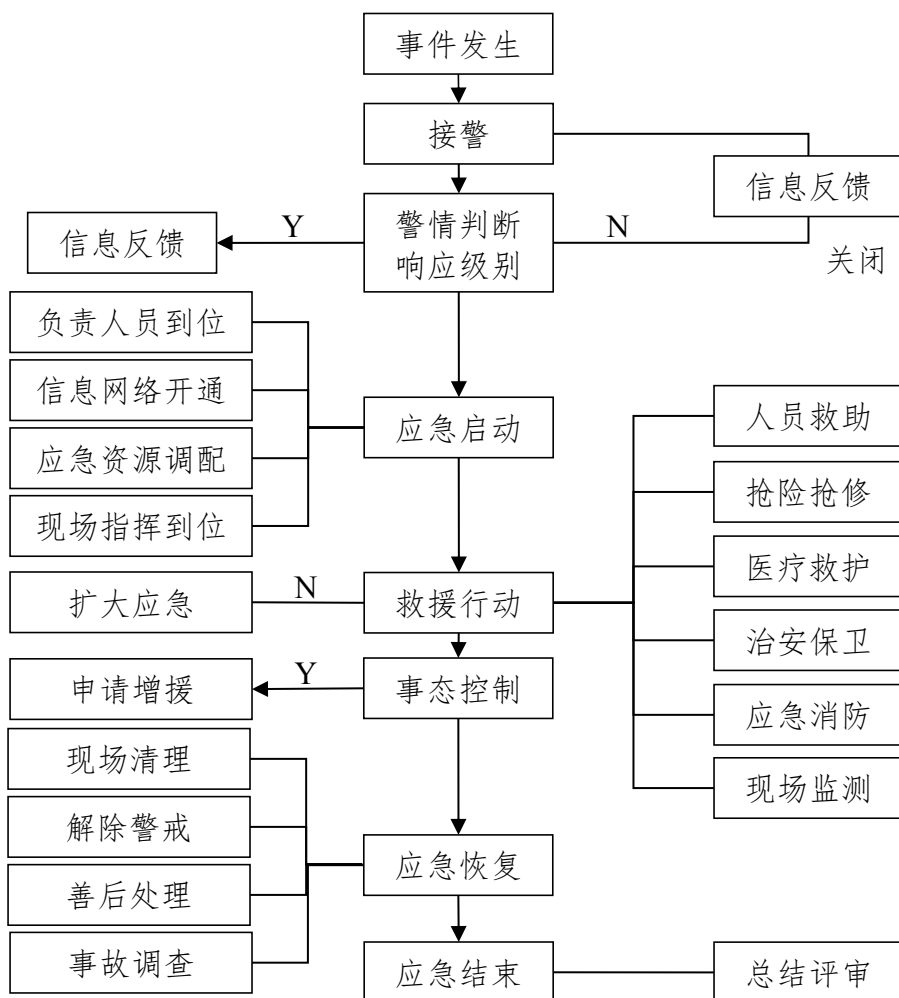 事件发生
接警
信息反馈
信息反馈
Y
警情判断
响应级别
N
关闭
负责人员到位
信息网络开通
应急资源调配
现场指挥到位
应急启动
人员救助
抢险抢修
医疗救护
治安保卫
应急消防
现场监测
扩大应急
N
救援行动
申请增援
Y
事态控制
现场清理
解除警戒
善后处理
事故调查
应急恢复
应急结束
总结评审